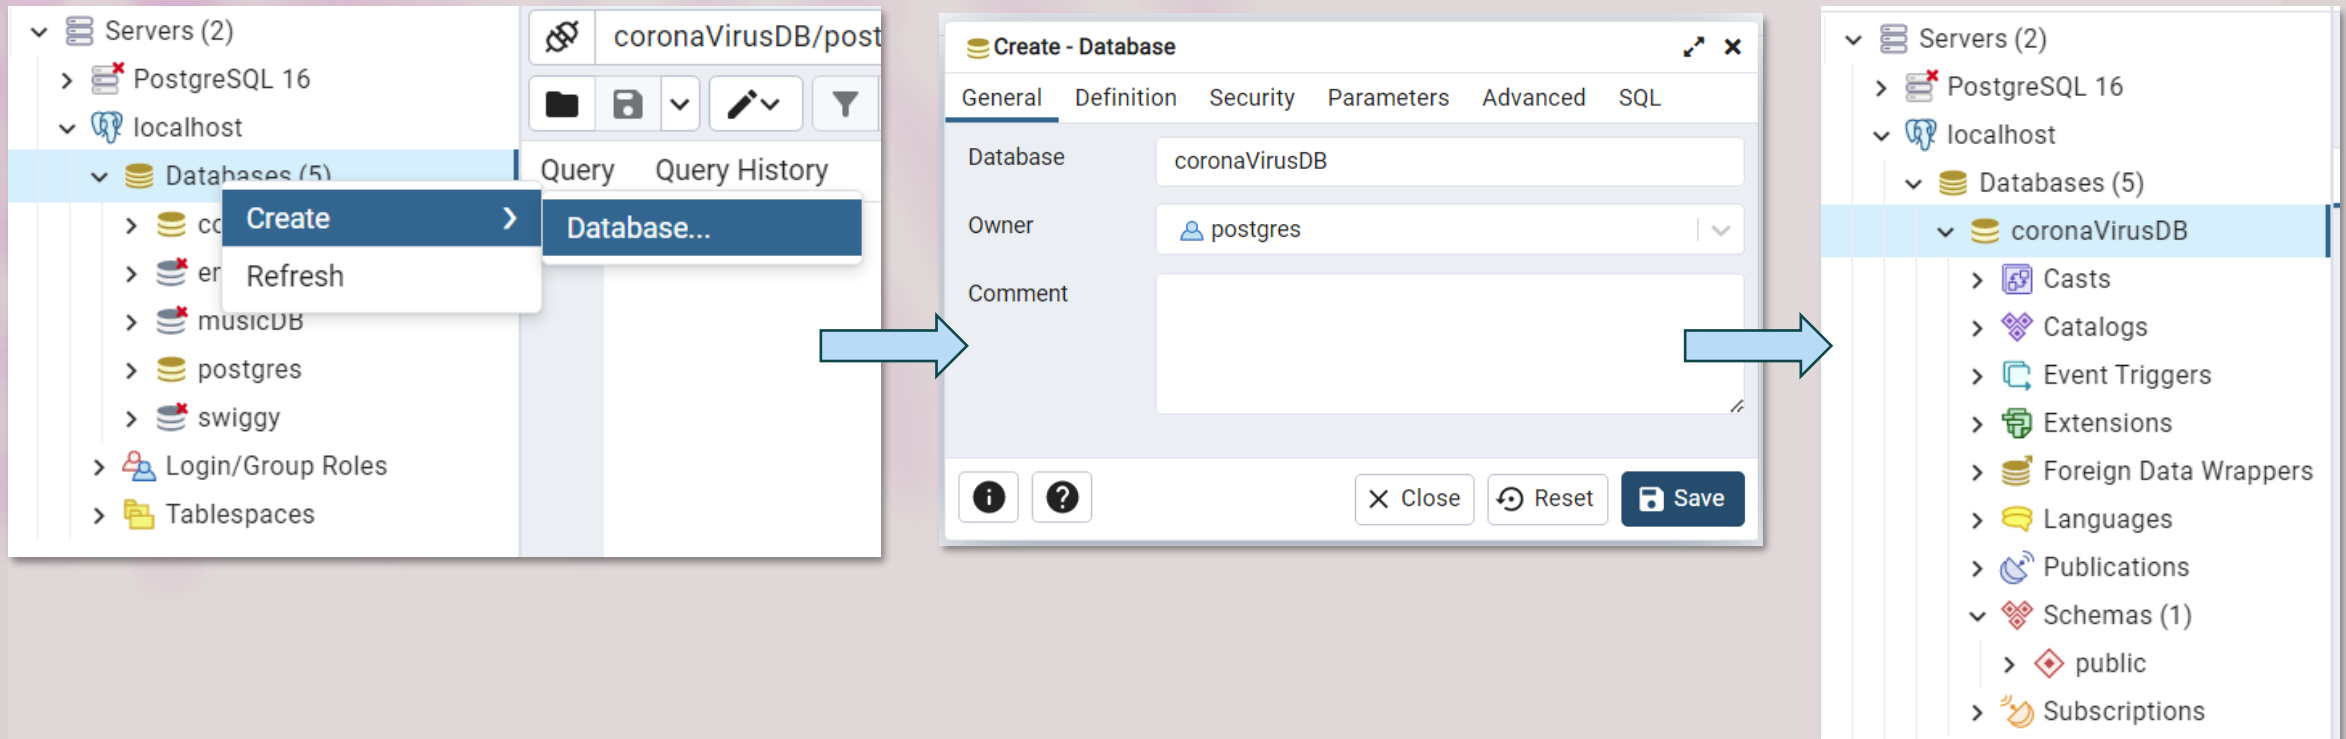 Servers (2)
PostgreSQL 16
localhost
Databases (5)
musicDB
postgres
swiggy
Login/Group Roles
Tablespaces
Create
Refresh
Database...
coronaVirusDB/post
Query Query History
Create - Database
General Definition Security Parameters Advanced SQL
Database coronaVirusDB
Owner postgres
Comment
Close Reset Save
Servers (2)
PostgreSQL 16
localhost
Databases (5)
coronaVirusDB
Casts
Catalogs
Event Triggers
Extensions
Foreign Data Wrappers
Languages
Publications
Schemas (1)
public
Subscriptions